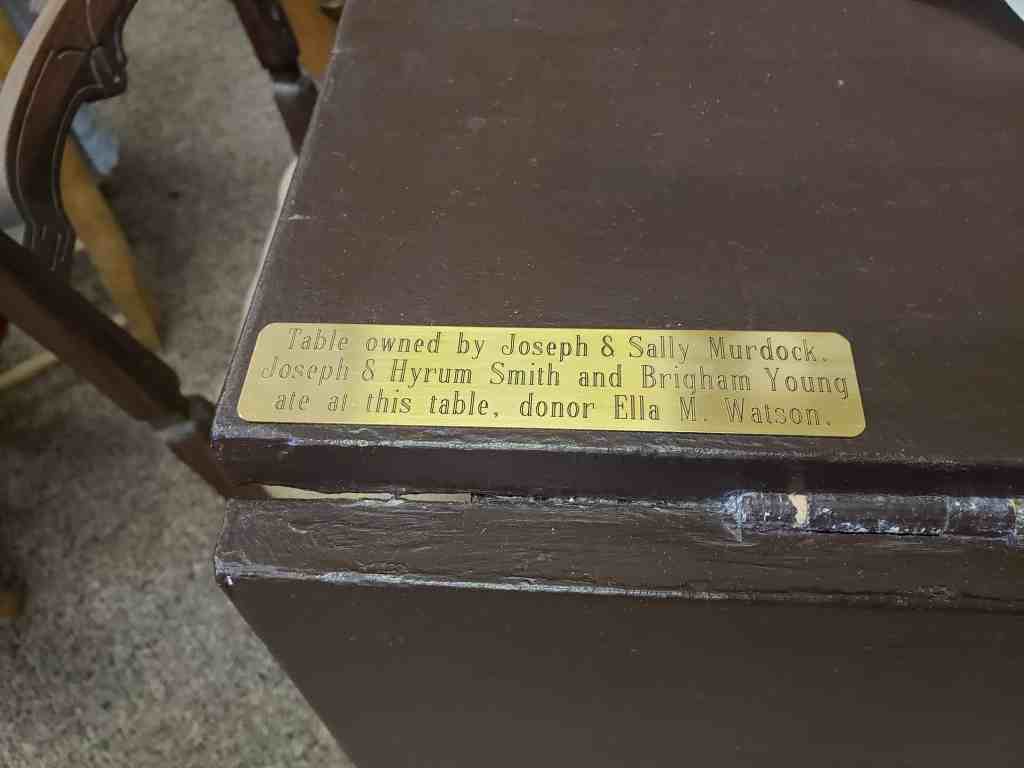 Table owned by Joseph & Sally Murdock.
Joseph & Hyrum Smith and Brigham Young
ate at this table, donor Ella M. Watson.